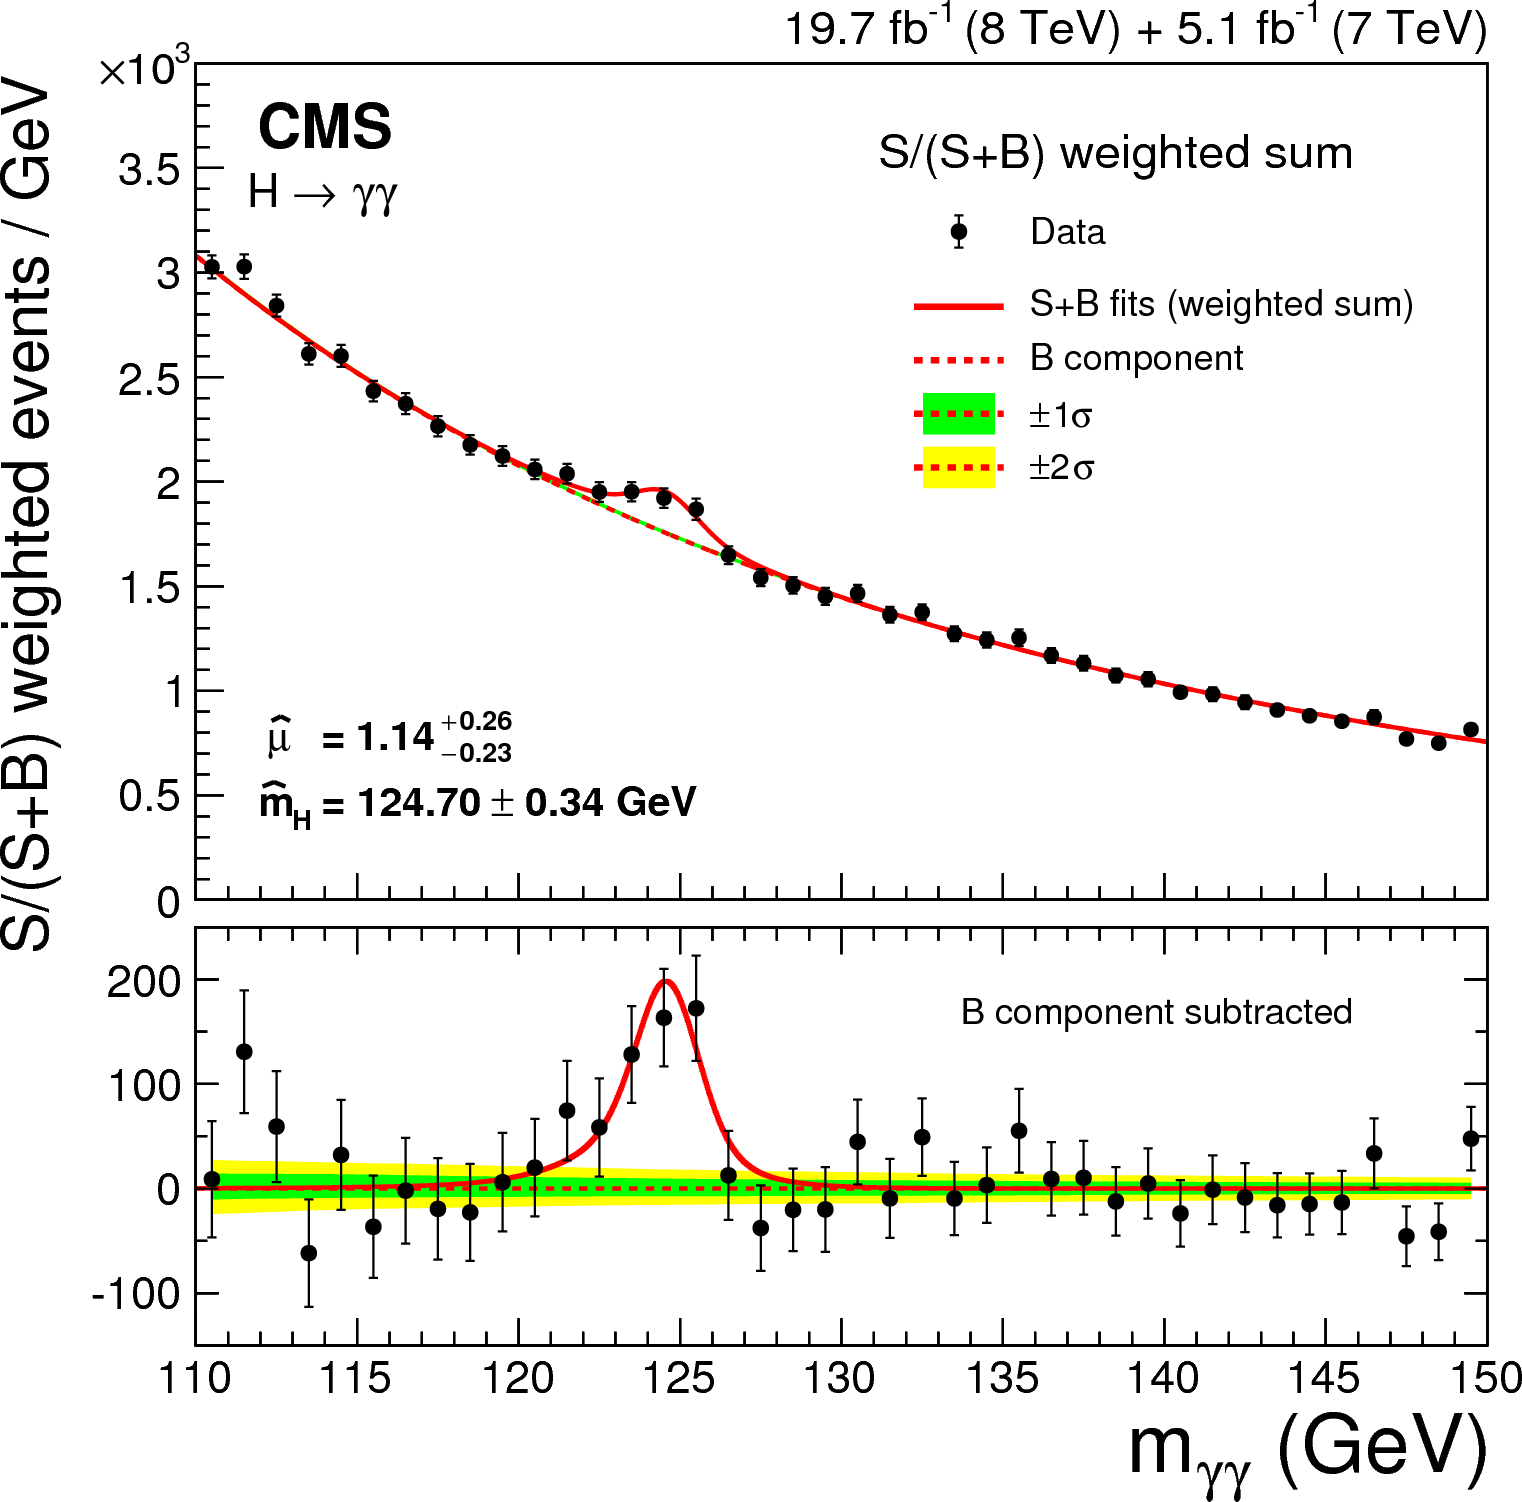 19.7 fb⁻¹ (8 TeV) + 5.1 fb⁻¹ (7 TeV)
×10³
S/(S+B) weighted events / GeV
CMS
H → γγ
S/(S+B) weighted sum
Data
S+B fits (weighted sum)
B component
±1σ
±2σ
3.5
3
2.5
2
1.5
1
0.5
0
μ̂ = 1.14 +0.26 −0.23
m̂_H = 124.70 ± 0.34 GeV
B component subtracted
200
100
0
-100
110 115 120 125 130 135 140 145 150
m_γγ (GeV)